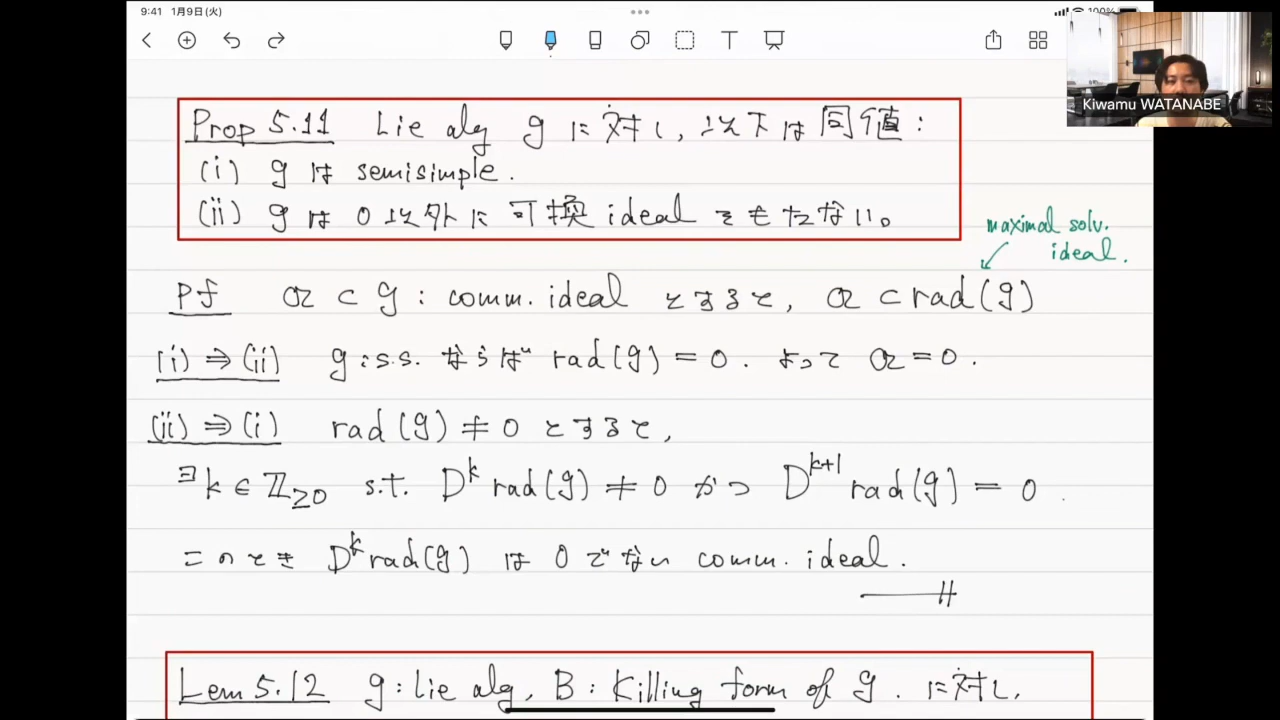 9:41 1月9日(火)
100%
Kiwamu WATANABE
Prop 5.11 Lie alg g に対し, 以下は同値:
(i) g は semisimple.
(ii) g は 0 以外に可換 ideal をもたない。
maximal solv.
ideal.
Pf 𝔞 ⊂ g : comm. ideal とすると, 𝔞 ⊂ rad(g)
(i) ⇒ (ii) g : s.s. ならば rad(g) = 0. よって 𝔞 = 0.
(ii) ⇒ (i) rad(g) ≠ 0 とすると,
∃k ∈ ℤ≥0 s.t. D^k rad(g) ≠ 0 かつ D^{k+1} rad(g) = 0.
このとき D^k rad(g) は 0 でない comm. ideal.
Lem 5.12 g : Lie alg, B : Killing form of g. に対し,